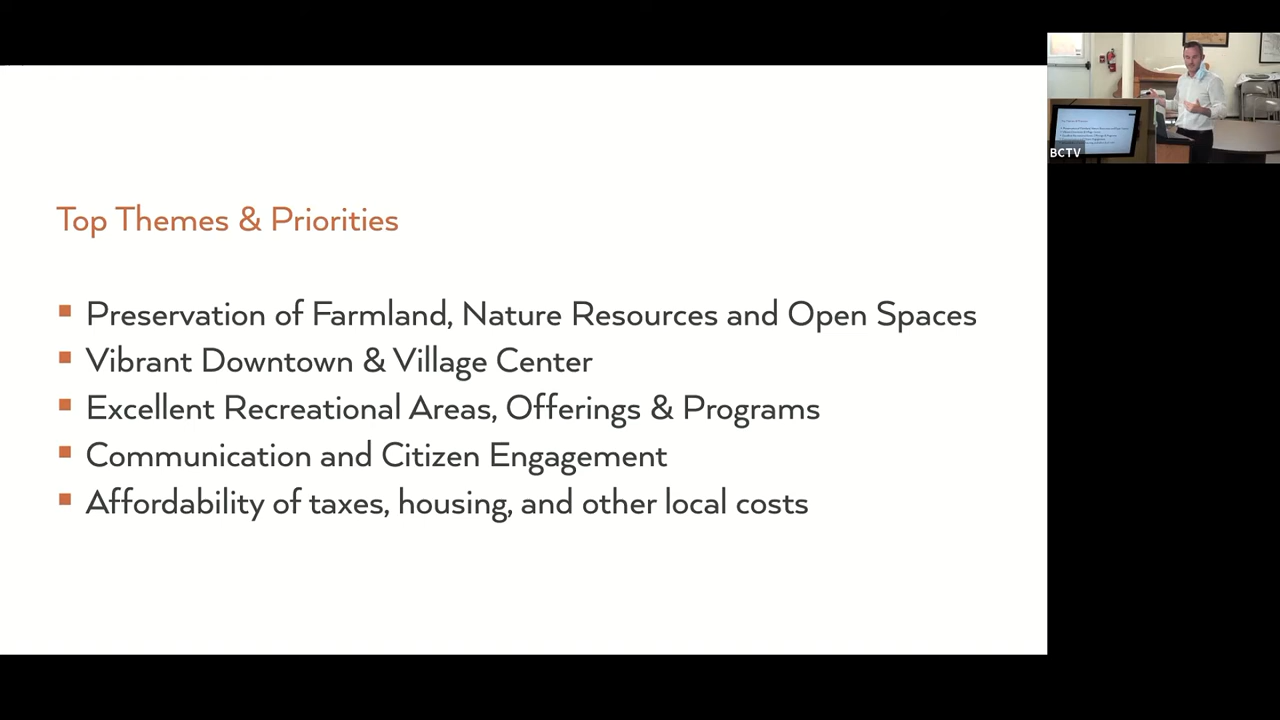 Top Themes & Priorities
Preservation of Farmland, Nature Resources and Open Spaces
Vibrant Downtown & Village Center
Excellent Recreational Areas, Offerings & Programs
Communication and Citizen Engagement
Affordability of taxes, housing, and other local costs
BCTV